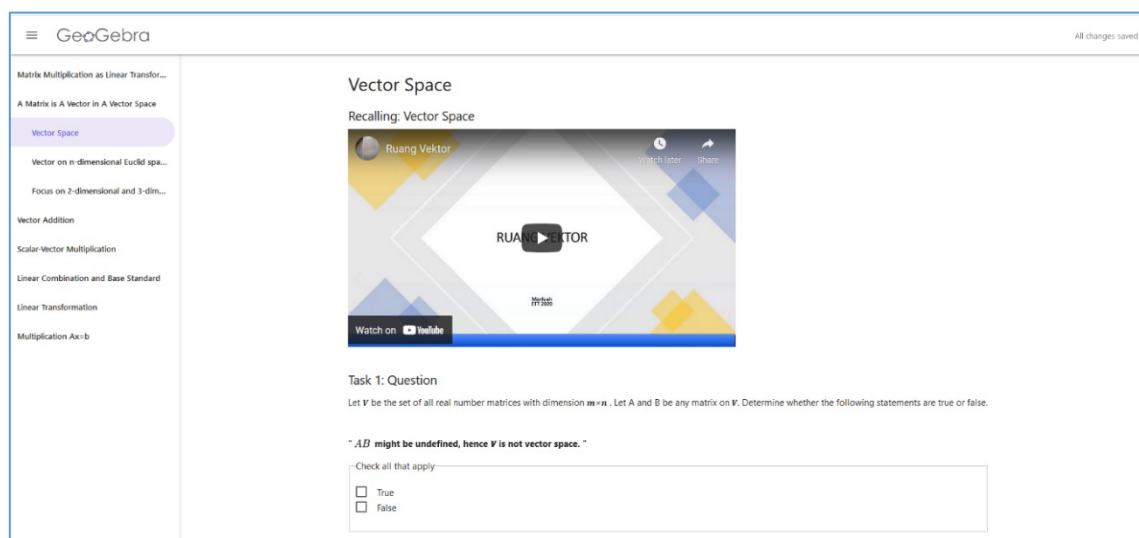 GeoGebra
All changes saved
Matrix Multiplication as Linear Transfor...
A Matrix is A Vector in A Vector Space
Vector Space
Vector on n-dimensional Euclid spa...
Focus on 2-dimensional and 3-dim...
Vector Addition
Scalar-Vector Multiplication
Linear Combination and Base Standard
Linear Transformation
Multiplication Ax=b
Vector Space
Recalling: Vector Space
Ruang Vektor
Watch later
Share
RUANG VEKTOR
Watch on YouTube
Task 1: Question
Let V be the set of all real number matrices with dimension m×n . Let A and B be any matrix on V. Determine whether the following statements are true or false.
" AB might be undefined, hence V is not vector space. "
Check all that apply
True
False